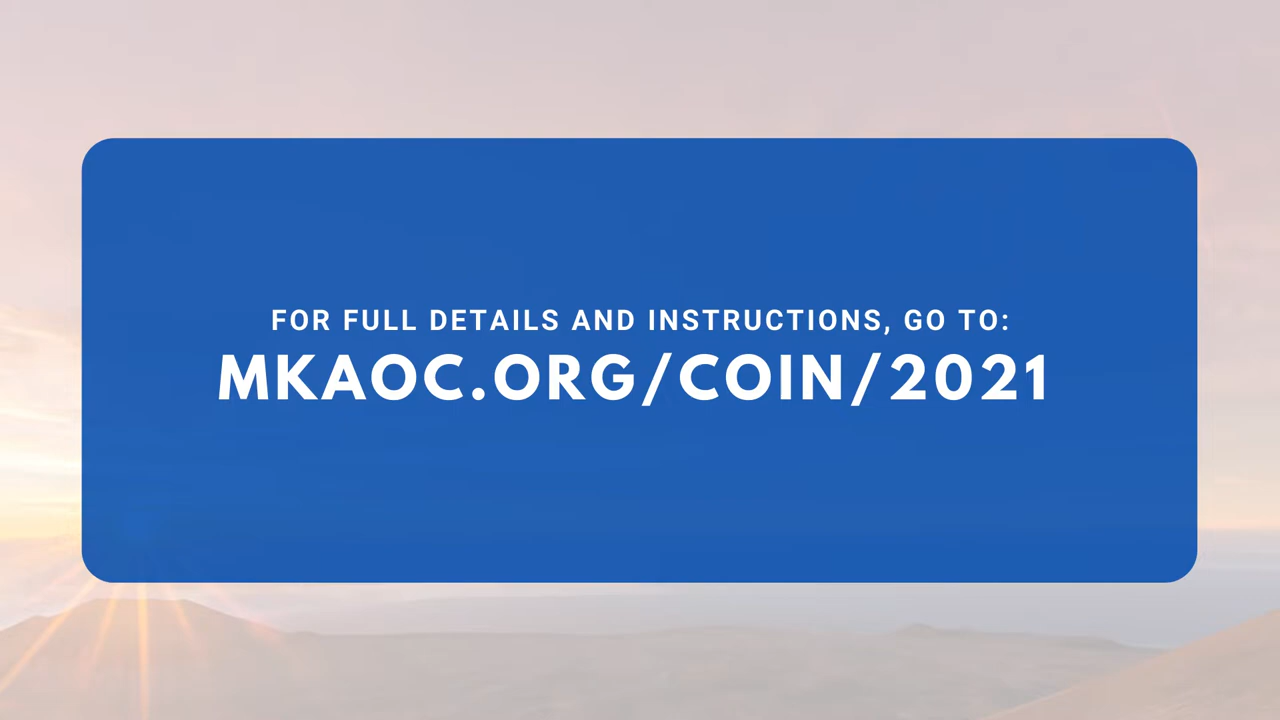 FOR FULL DETAILS AND INSTRUCTIONS, GO TO:
MKAOC.ORG/COIN/2021